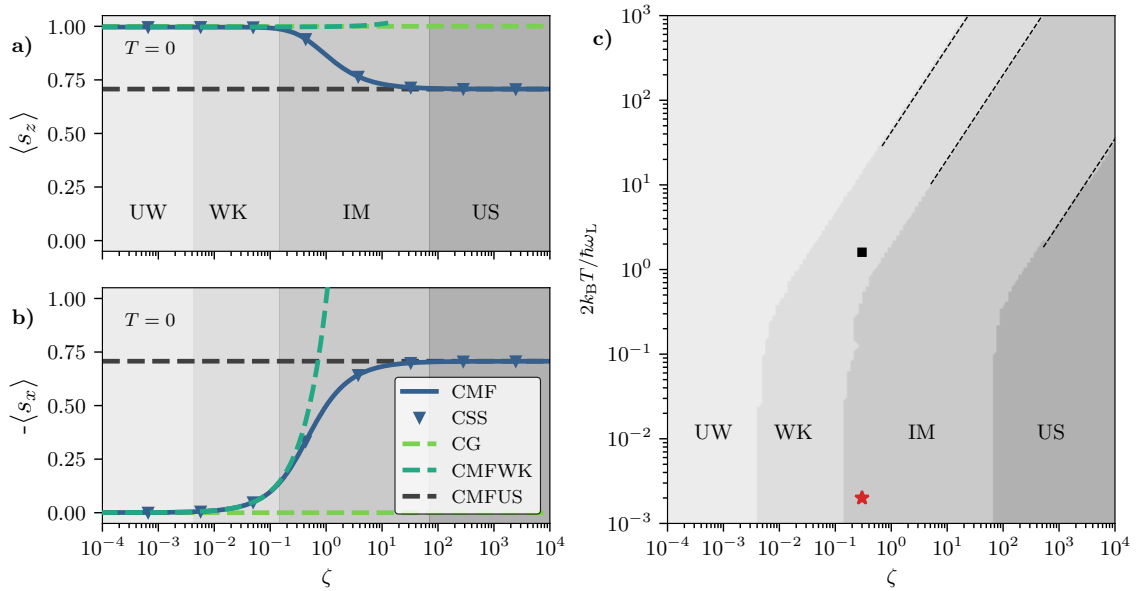 a)
T = 0
⟨s_z⟩
1.00
0.75
0.50
0.25
0.00
UW WK IM US
b)
T = 0
-⟨s_x⟩
1.00
0.75
0.50
0.25
0.00
CMF
CSS
CG
CMFWK
CMFUS
10^{-4} 10^{-3} 10^{-2} 10^{-1} 10^{0} 10^{1} 10^{2} 10^{3} 10^{4}
ζ
c)
2k_B T/ℏω_L
10^{3}
10^{2}
10^{1}
10^{0}
10^{-1}
10^{-2}
10^{-3}
UW WK IM US
10^{-4} 10^{-3} 10^{-2} 10^{-1} 10^{0} 10^{1} 10^{2} 10^{3} 10^{4}
ζ